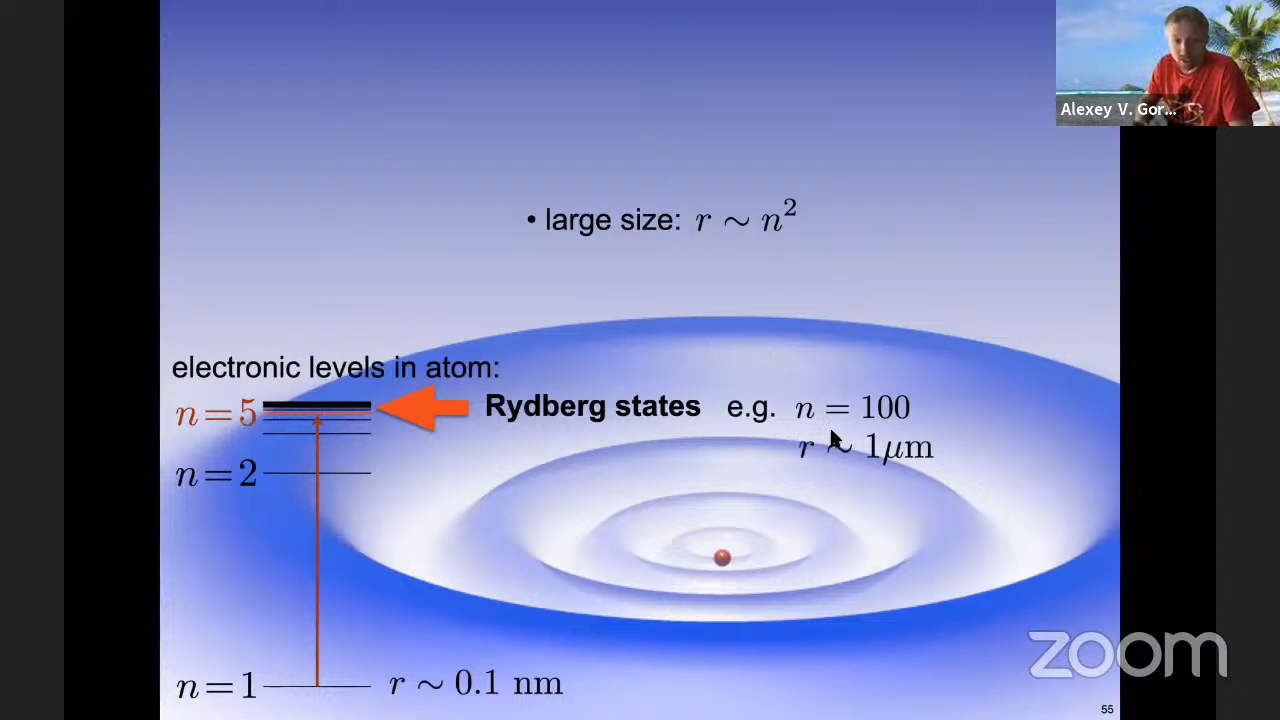 Alexey V. Gor...
• large size: r ∼ n²
electronic levels in atom:
n=5
Rydberg states e.g. n = 100
r ∼ 1μm
n=2
n=1 r ∼ 0.1 nm
zoom
55